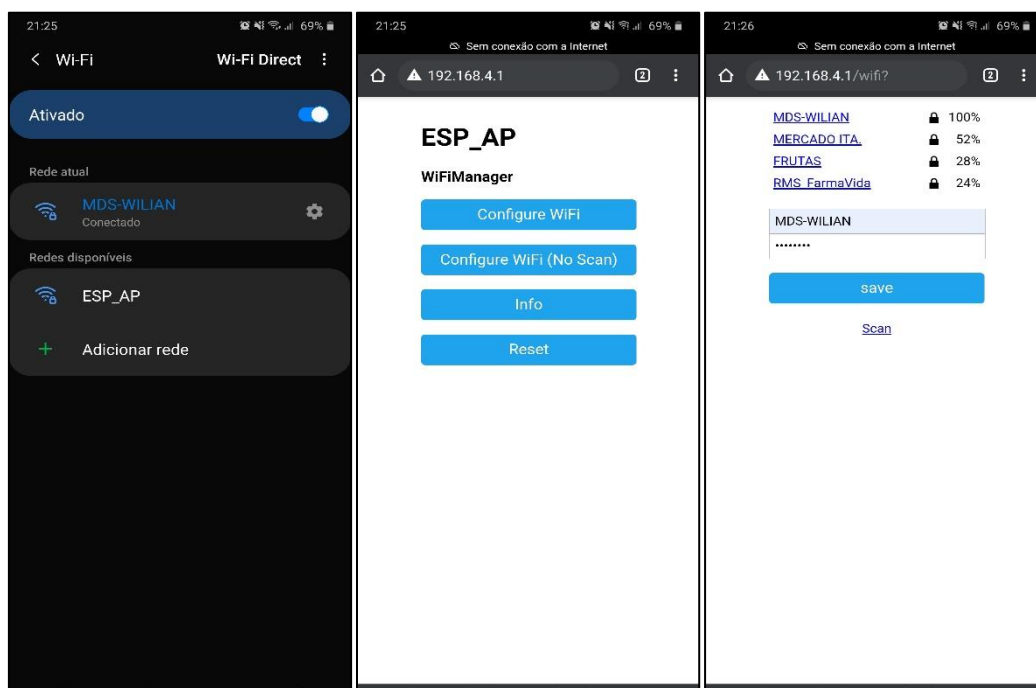 21:25 69%
Wi-Fi Wi-Fi Direct
Ativado
Rede atual
MDS-WILIAN
Conectado
Redes disponíveis
ESP_AP
Adicionar rede
21:25 69%
Sem conexão com a Internet
192.168.4.1 2
ESP_AP
WiFiManager
Configure WiFi
Configure WiFi (No Scan)
Info
Reset
21:26 69%
Sem conexão com a Internet
192.168.4.1/wifi? 2
MDS-WILIAN 100%
MERCADO ITA. 52%
FRUTAS 28%
RMS_FarmaVida 24%
MDS-WILIAN
••••••••
save
Scan